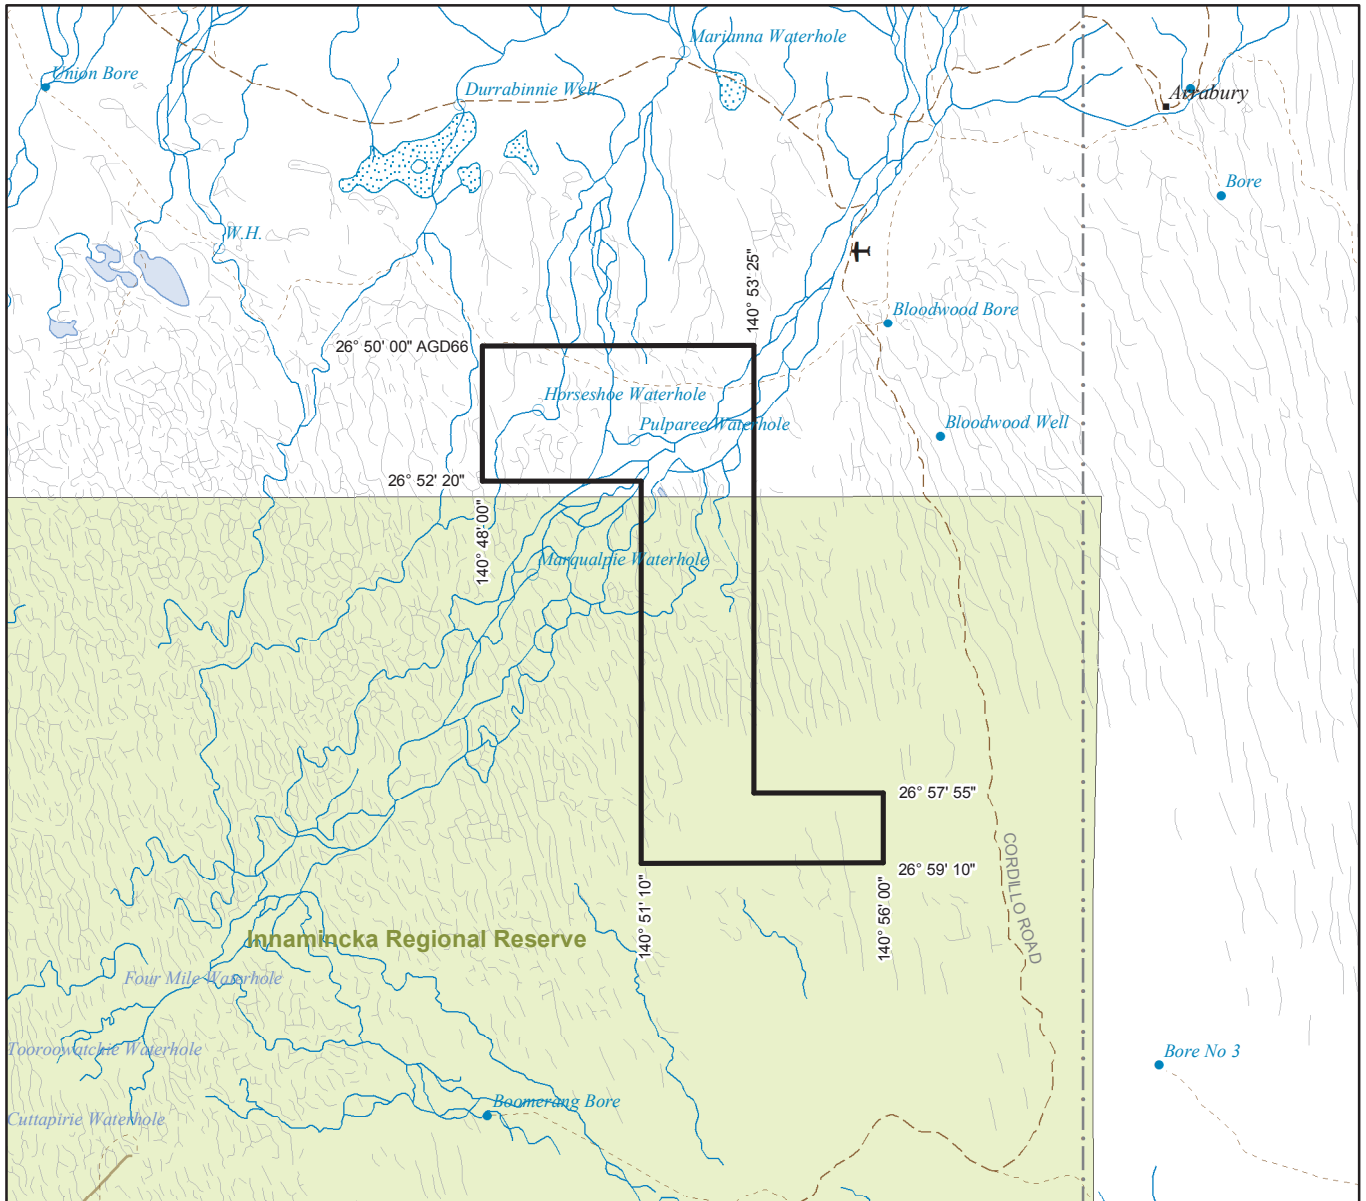 Marianna Waterhole
Union Bore
Durrabinnie Well
Arrabury
Bore
W.H.
140° 53' 25"
Bloodwood Bore
26° 50' 00" AGD66
Horseshoe Waterhole
Pulparee Waterhole
Bloodwood Well
26° 52' 20"
140° 48' 00"
Marqualpie Waterhole
26° 57' 55"
26° 59' 10"
CORDILLO ROAD
140° 51' 10"
140° 56' 00"
Innamincka Regional Reserve
Four Mile Waterhole
Tooroowatchie Waterhole
Bore No 3
Boomerang Bore
Cuttapirie Waterhole